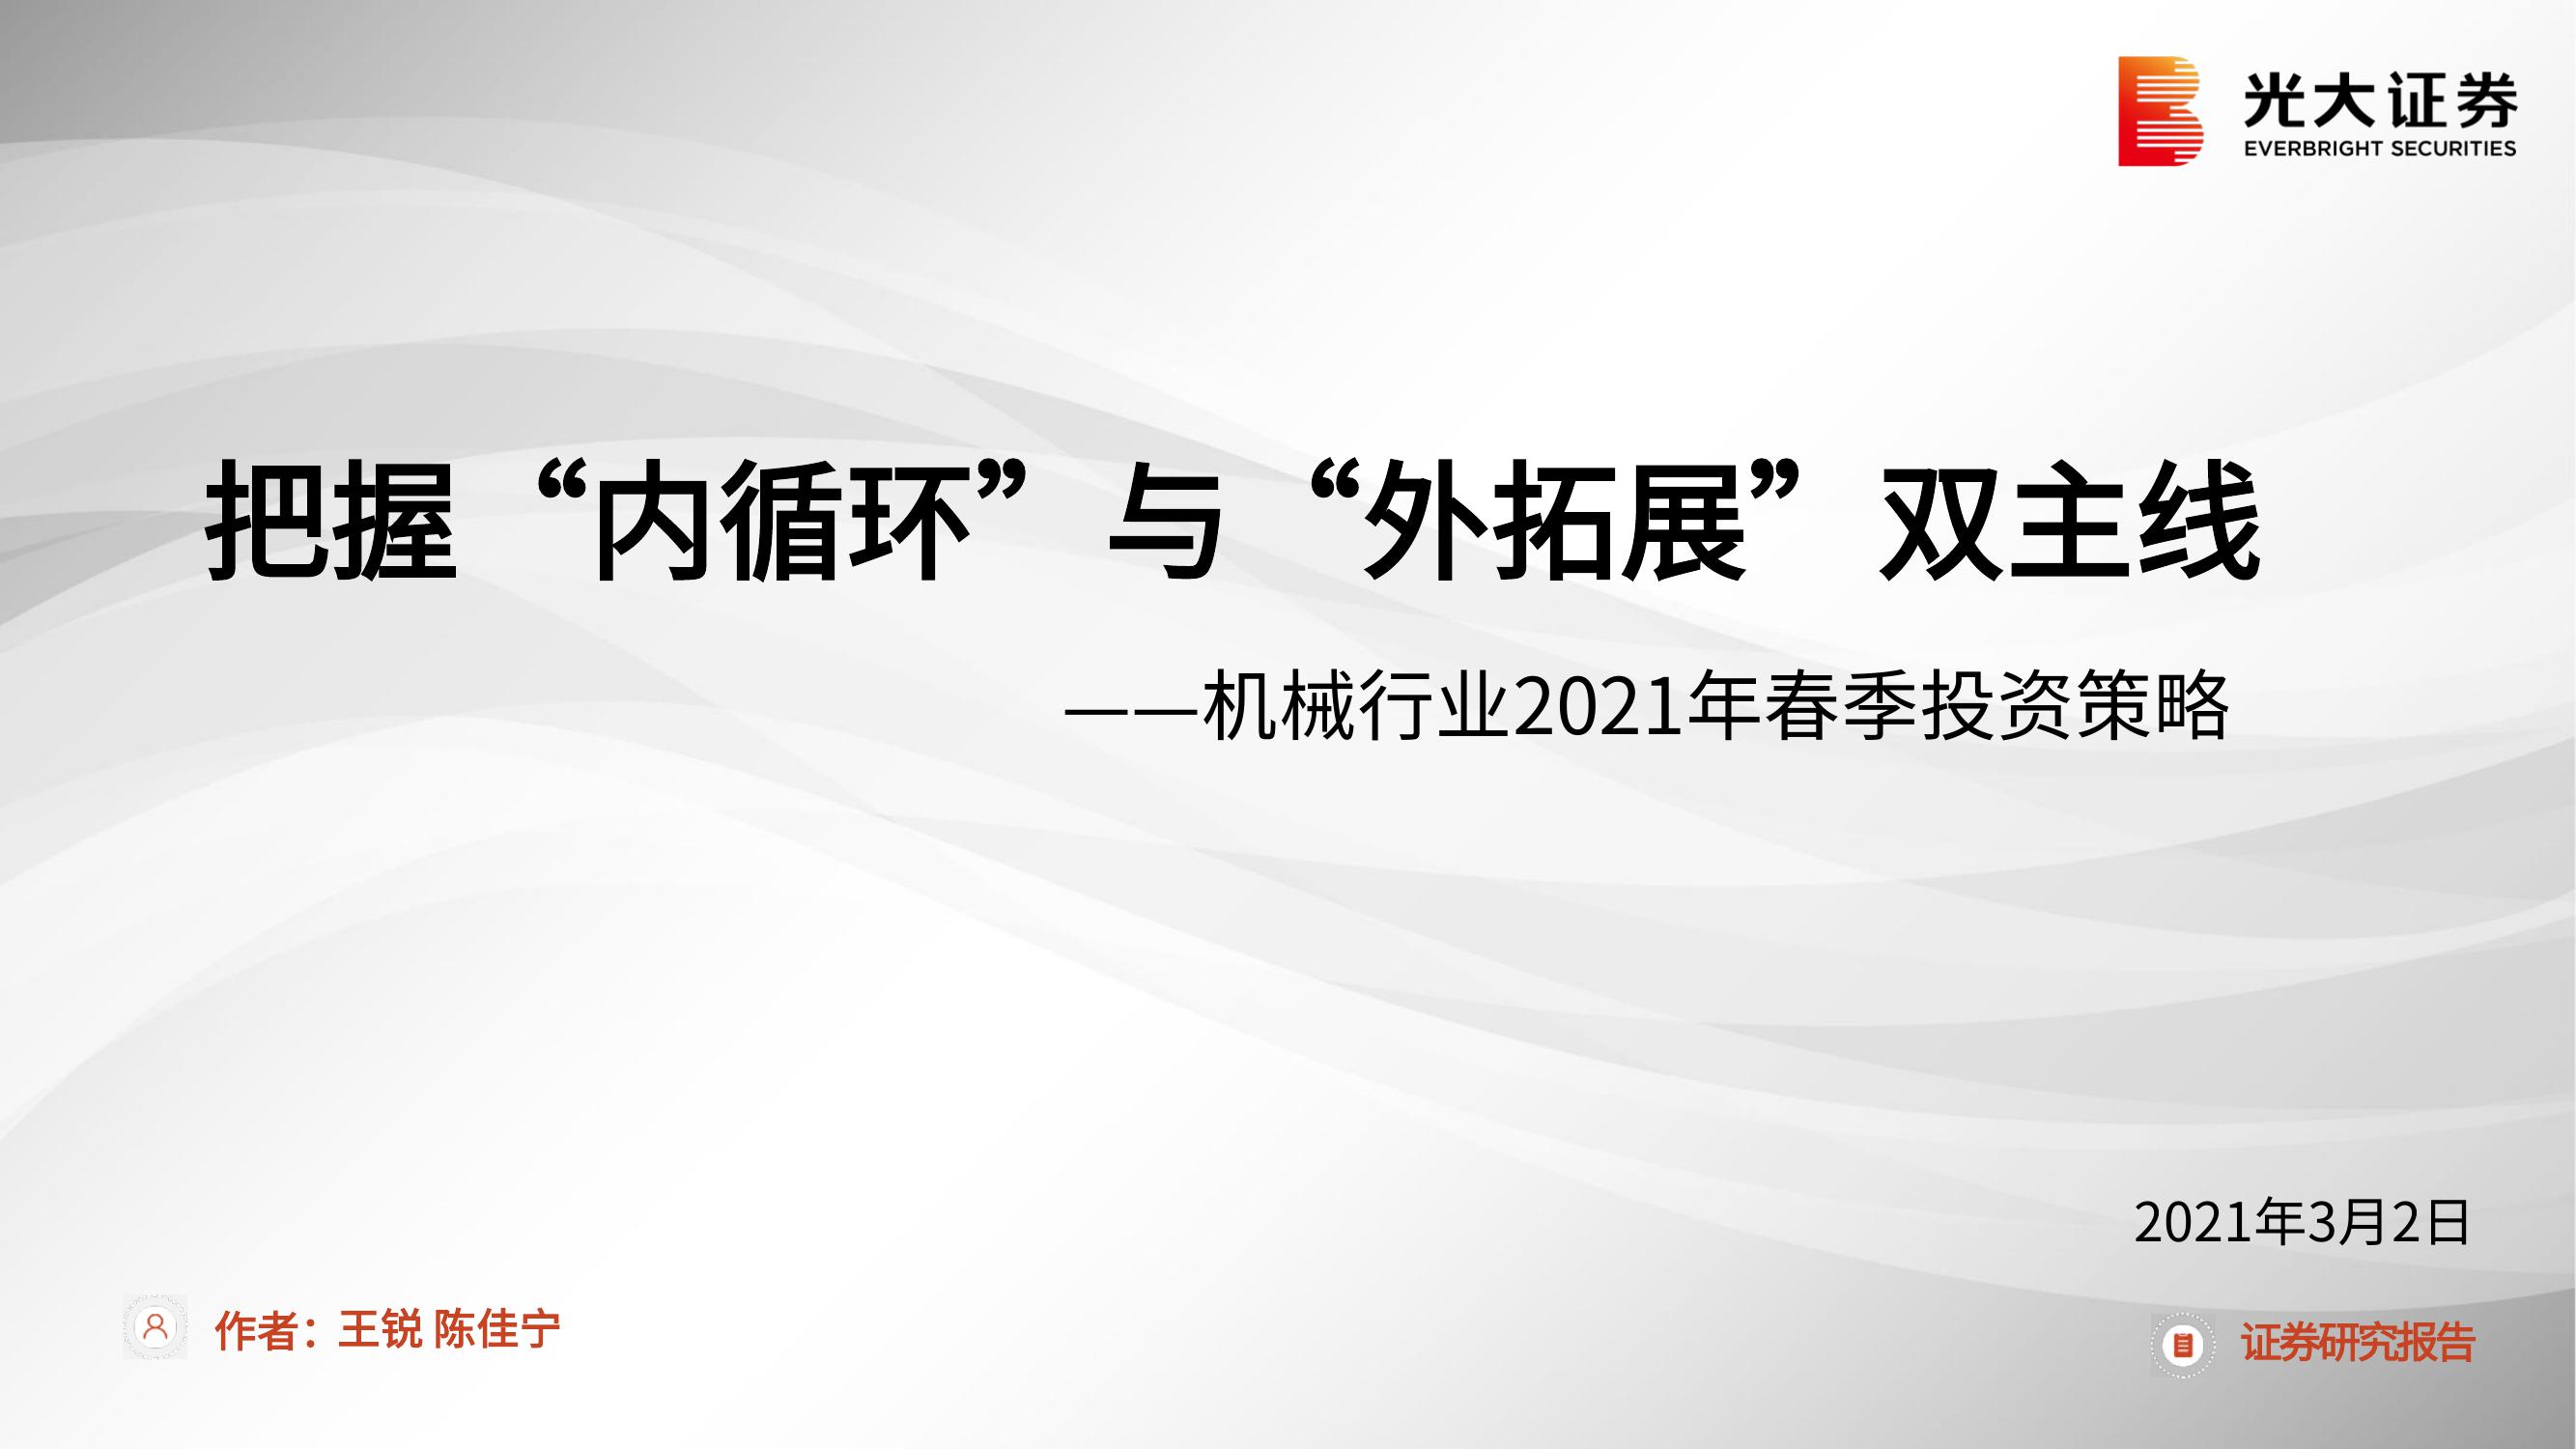 光大证券
EVERBRIGHT SECURITIES
把握“内循环”与“外拓展”双主线
——机械行业2021年春季投资策略
2021年3月2日
作者：王锐 陈佳宁
证券研究报告